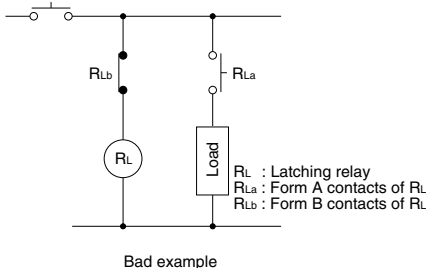 RLb
RLa
RL
Load
RL : Latching relay
RLa : Form A contacts of RL
RLb : Form B contacts of RL
Bad example